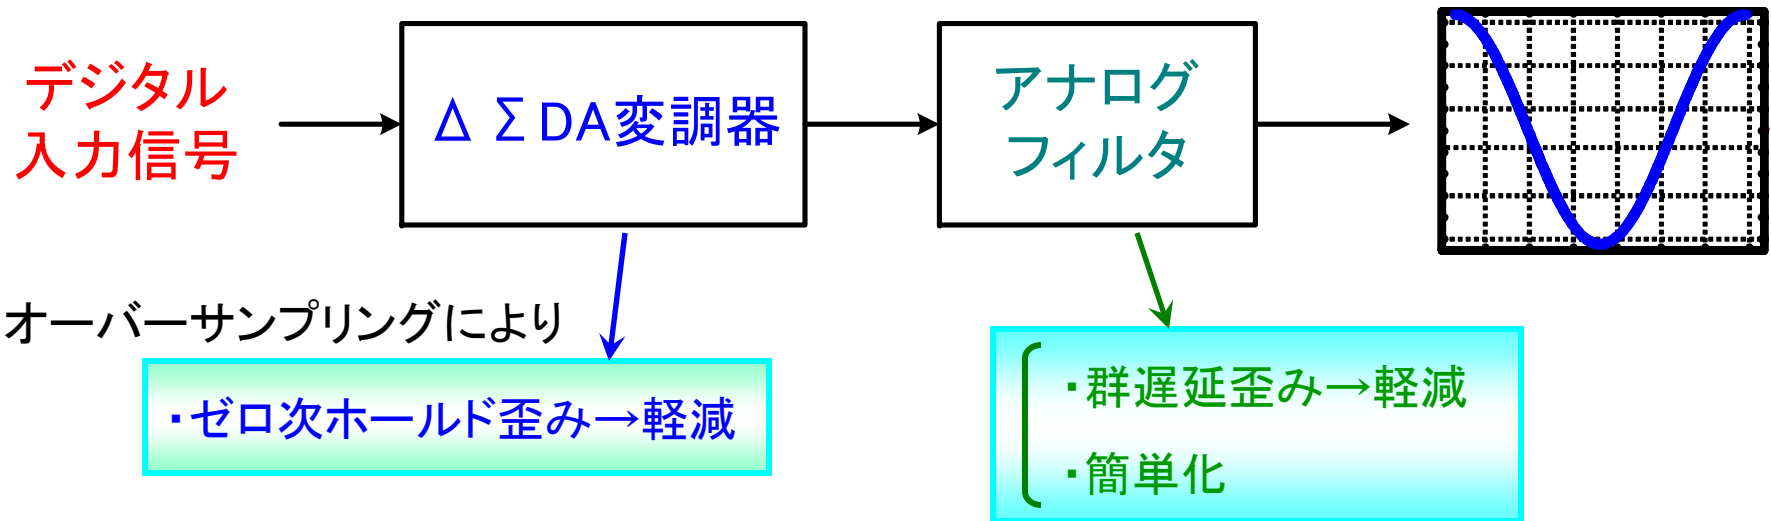 デジタル
入力信号
ΔΣDA変調器
アナログ
フィルタ
オーバーサンプリングにより
・ゼロ次ホールド歪み→軽減
・群遅延歪み→軽減
・簡単化